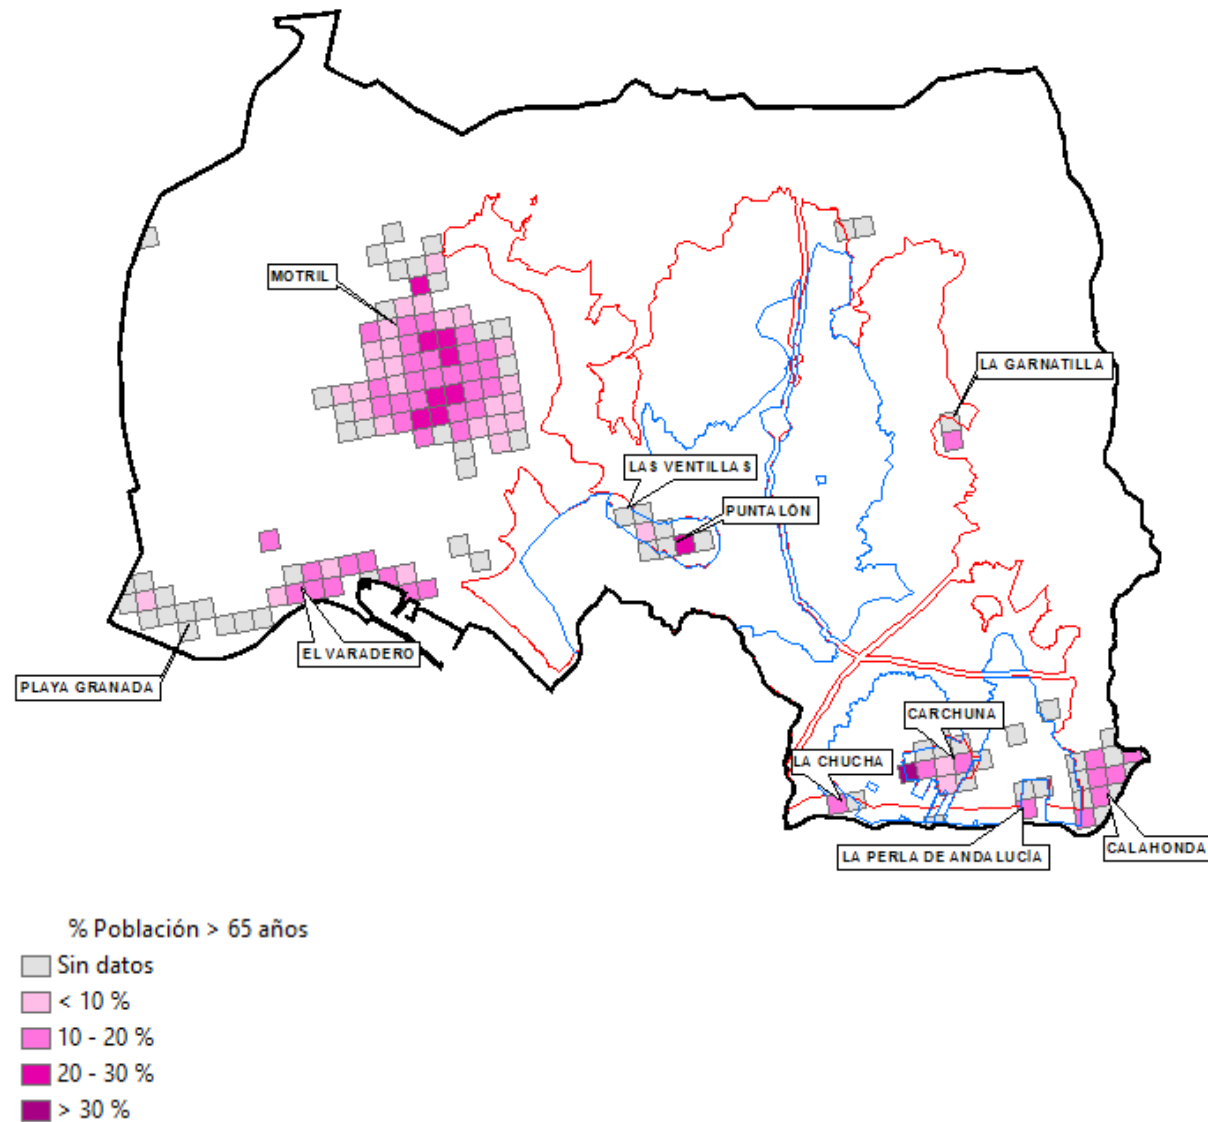 MOTRIL
LA GARNATILLA
LAS VENTILLAS
PUNTALÓN
EL VARADERO
PLAYA GRANADA
CARCHUNA
LA CHUCHA
LA PERLA DE ANDALUCÍA
CALAHONDA
% Población > 65 años
Sin datos
< 10 %
10 - 20 %
20 - 30 %
> 30 %